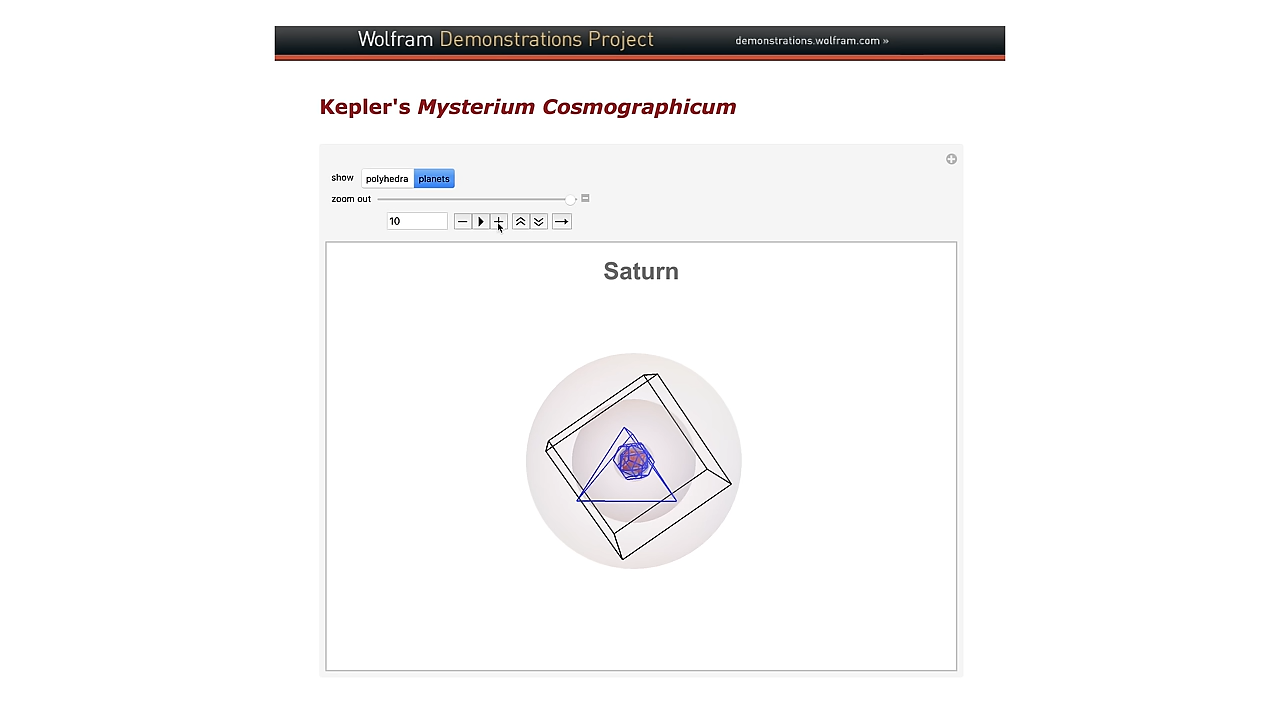 Wolfram Demonstrations Project
demonstrations.wolfram.com »
Kepler's Mysterium Cosmographicum
show polyhedra planets
zoom out
10
Saturn